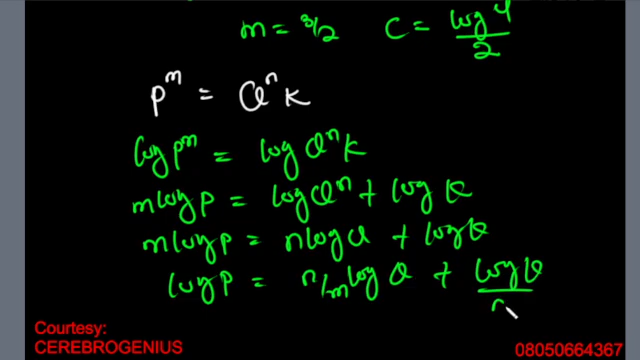 m = 3/2 C = log 4 / 2
P^m = Q^n K
log P^m = log Q^n K
m log P = log Q^n + log K
m log P = n log Q + log K
log P = n/m log Q + log K /
Courtesy:
CEREBROGENIUS
08050664367